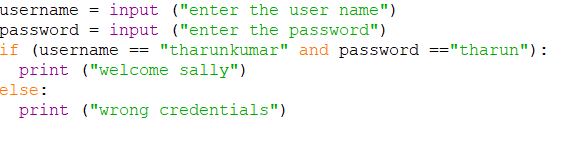 username = input ("enter the user name")
password = input ("enter the password")
if (username == "tharunkumar" and password =="tharun"):
  print ("welcome sally")
else:
  print ("wrong credentials")